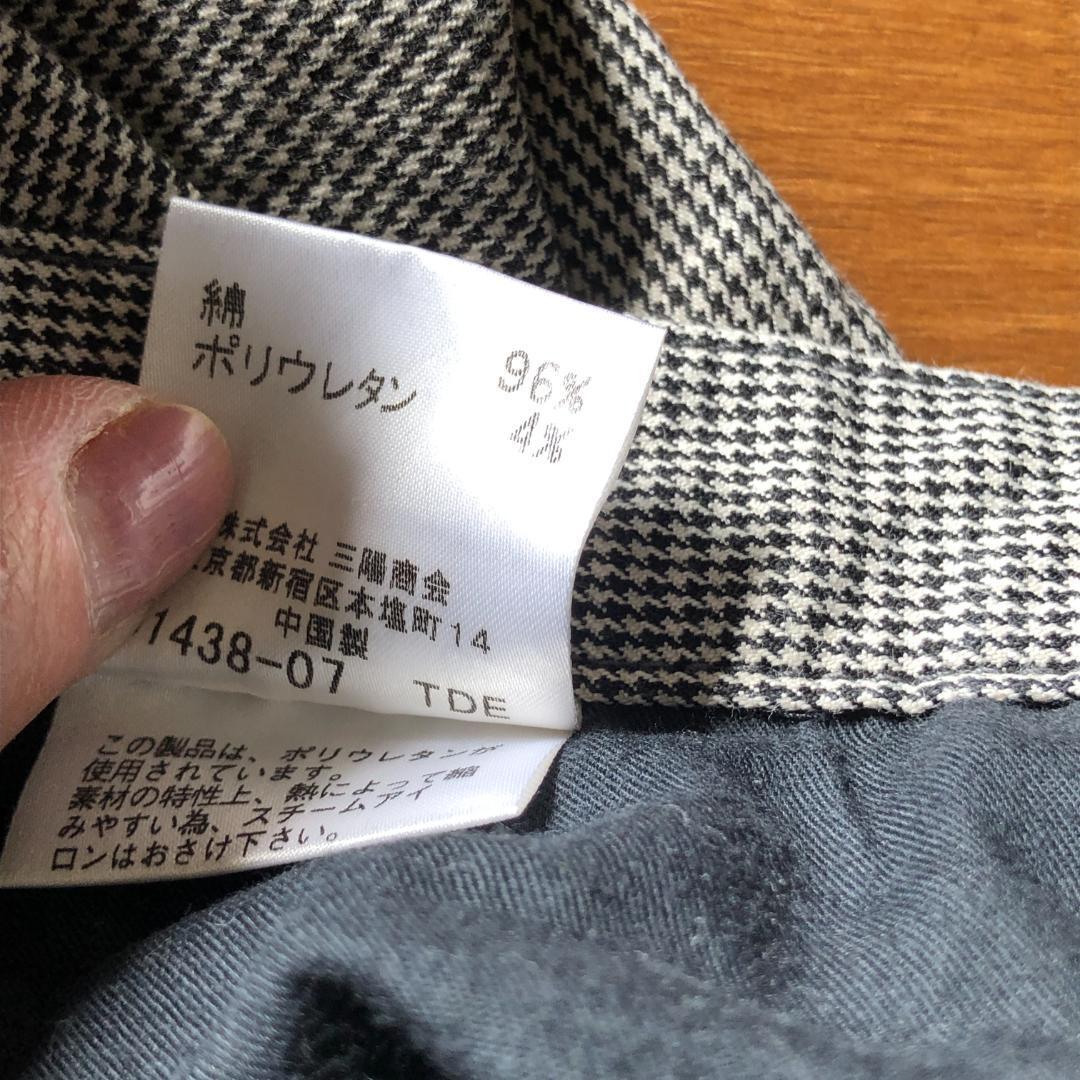 綿 96%
ポリウレタン 4%
株式会社 三陽商会
京都新宿区本塩町14
中国製
1438-07 TDE
この製品は、ポリウレタンが
使用されています。
素材の特性上、熱によって縮
みやすい為、スチームアイ
ロンはおさけ下さい。